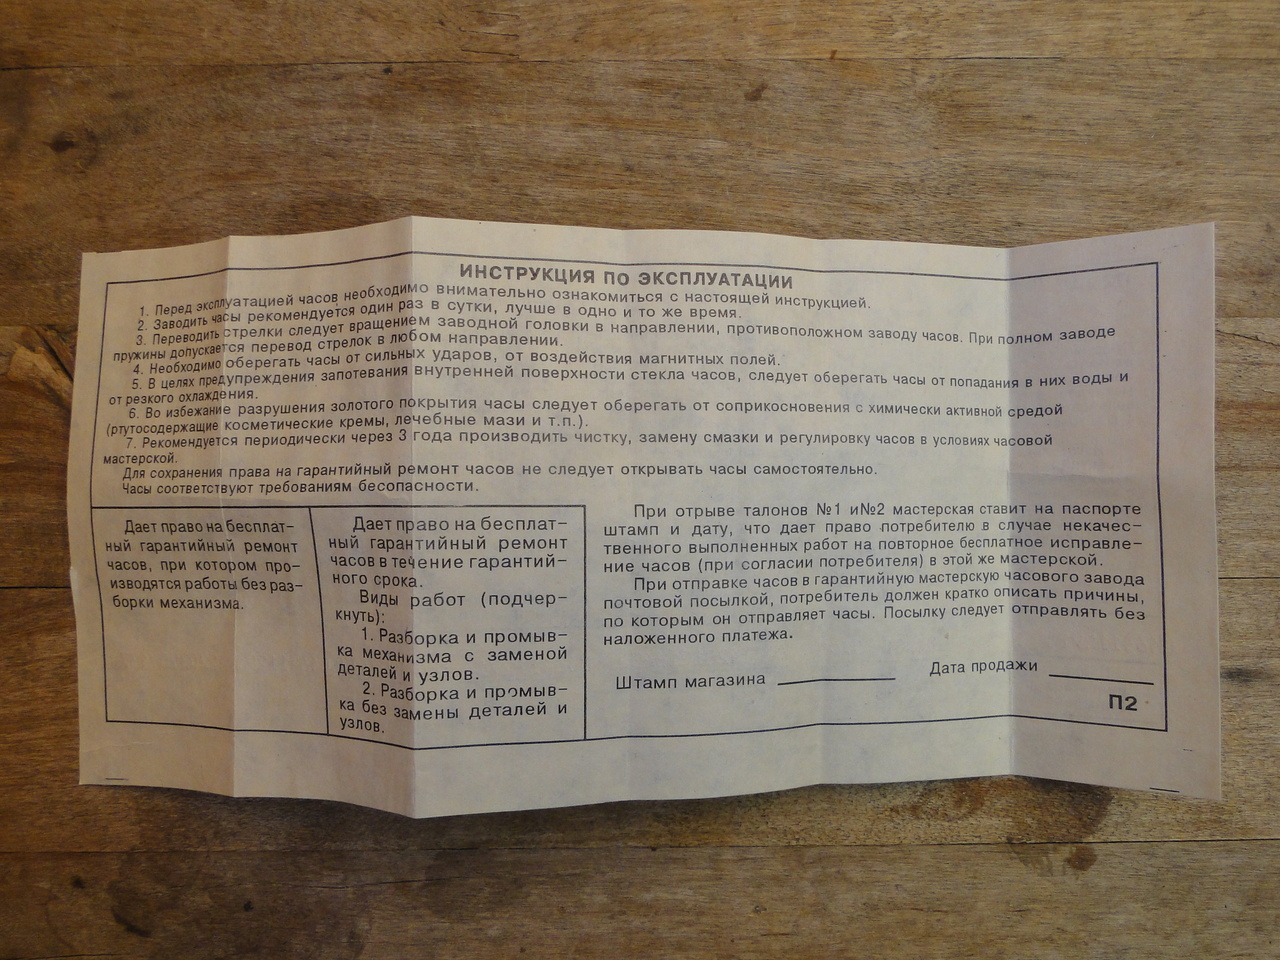 ИНСТРУКЦИЯ ПО ЭКСПЛУАТАЦИИ
1. Перед эксплуатацией часов необходимо внимательно ознакомиться с настоящей инструкцией.
2. Заводить часы рекомендуется один раз в сутки, лучше в одно и то же время.
3. Переводить стрелки следует вращением заводной головки в направлении, противоположном заводу часов. При полном заводе
пружины допускается перевод стрелок в любом направлении.
4. Необходимо оберегать часы от сильных ударов, от воздействия магнитных полей.
5. В целях предупреждения запотевания внутренней поверхности стекла часов, следует оберегать часы от попадания в них воды и
от резкого охлаждения.
6. Во избежание разрушения золотого покрытия часы следует оберегать от соприкосновения с химически активной средой
(ртутосодержащие косметические кремы, лечебные мази и т.п.).
7. Рекомендуется периодически через 3 года производить чистку, замену смазки и регулировку часов в условиях часовой
мастерской.
Для сохранения права на гарантийный ремонт часов не следует открывать часы самостоятельно.
Часы соответствуют требованиям бесопасности.
Дает право на бесплат-
ный гарантийный ремонт
часов, при котором про-
изводятся работы без раз-
борки механизма.
Дает право на бесплат-
ный гарантийный ремонт
часов в течение гарантий-
ного срока.
Виды работ (подчер-
кнуть):
1. Разборка и промыв-
ка механизма с заменой
деталей и узлов.
2. Разборка и промыв-
ка без замены деталей и
узлов.
При отрыве талонов №1 и№2 мастерская ставит на паспорте
штамп и дату, что дает право потребителю в случае некачес-
твенного выполненных работ на повторное бесплатное исправле-
ние часов (при согласии потребителя) в этой же мастерской.
При отправке часов в гарантийную мастерскую часового завода
почтовой посылкой, потребитель должен кратко описать причины,
по которым он отправляет часы. Посылку следует отправлять без
наложенного платежа.
Штамп магазина
Дата продажи
П2